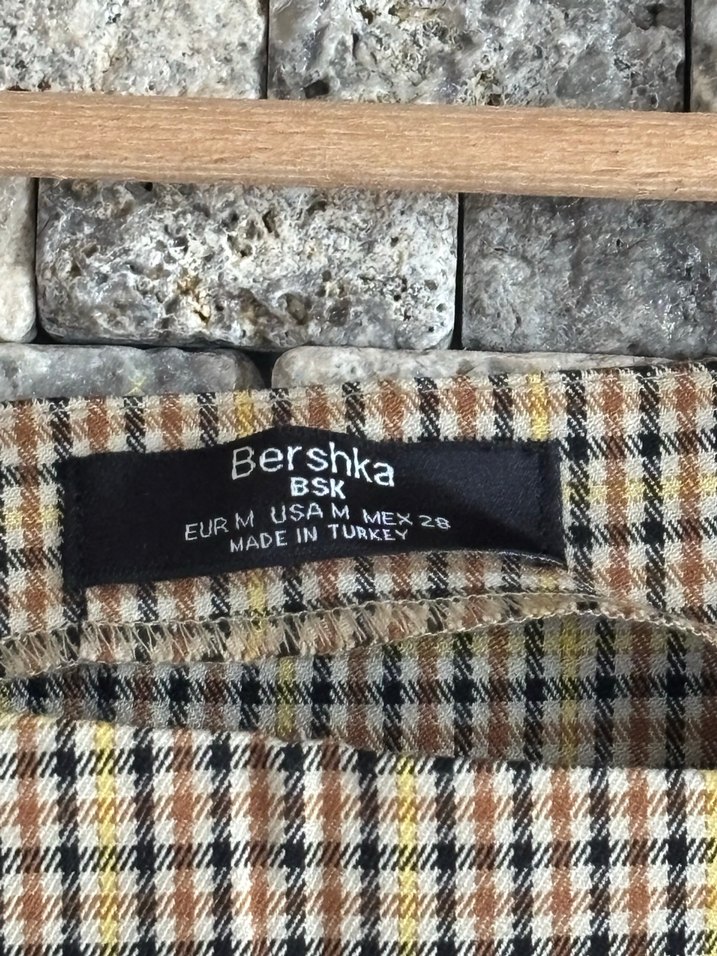 Bershka
BSK
EUR M USA M MEX 28
MADE IN TURKEY